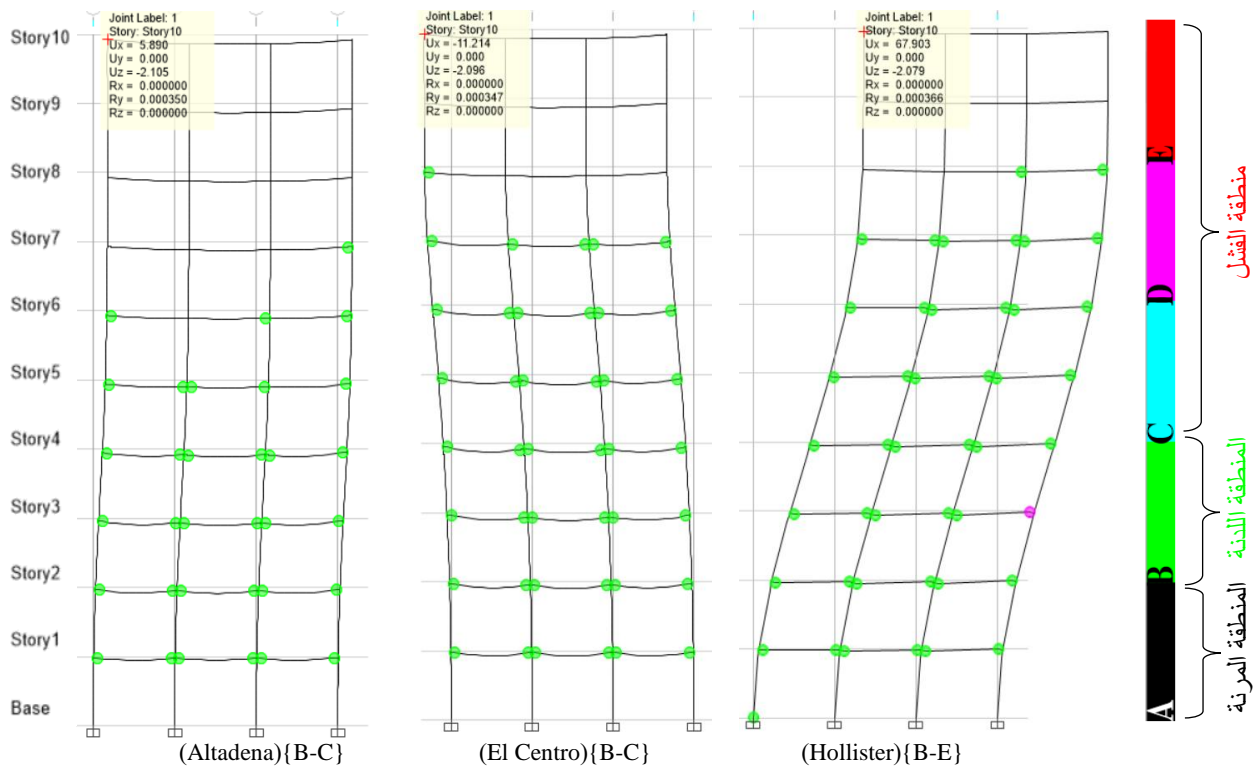 Story10
Story9
Story8
Story7
Story6
Story5
Story4
Story3
Story2
Story1
Base
Joint Label: 1
Story: Story10
Ux = 5.890
Uy = 0.000
Uz = -2.105
Rx = 0.000000
Ry = 0.000350
Rz = 0.000000
(Altadena){B-C}
Joint Label: 1
Story: Story10
Ux = -11.214
Uy = 0.000
Uz = -2.096
Rx = 0.000000
Ry = 0.000347
Rz = 0.000000
(El Centro){B-C}
Joint Label: 1
Story: Story10
Ux = 67.903
Uy = 0.000
Uz = -2.079
Rx = 0.000000
Ry = 0.000366
Rz = 0.000000
(Hollister){B-E}
E
D
C
B
A
منطقة الفشل
المنطقة اللدنة
المنطقة المرنة